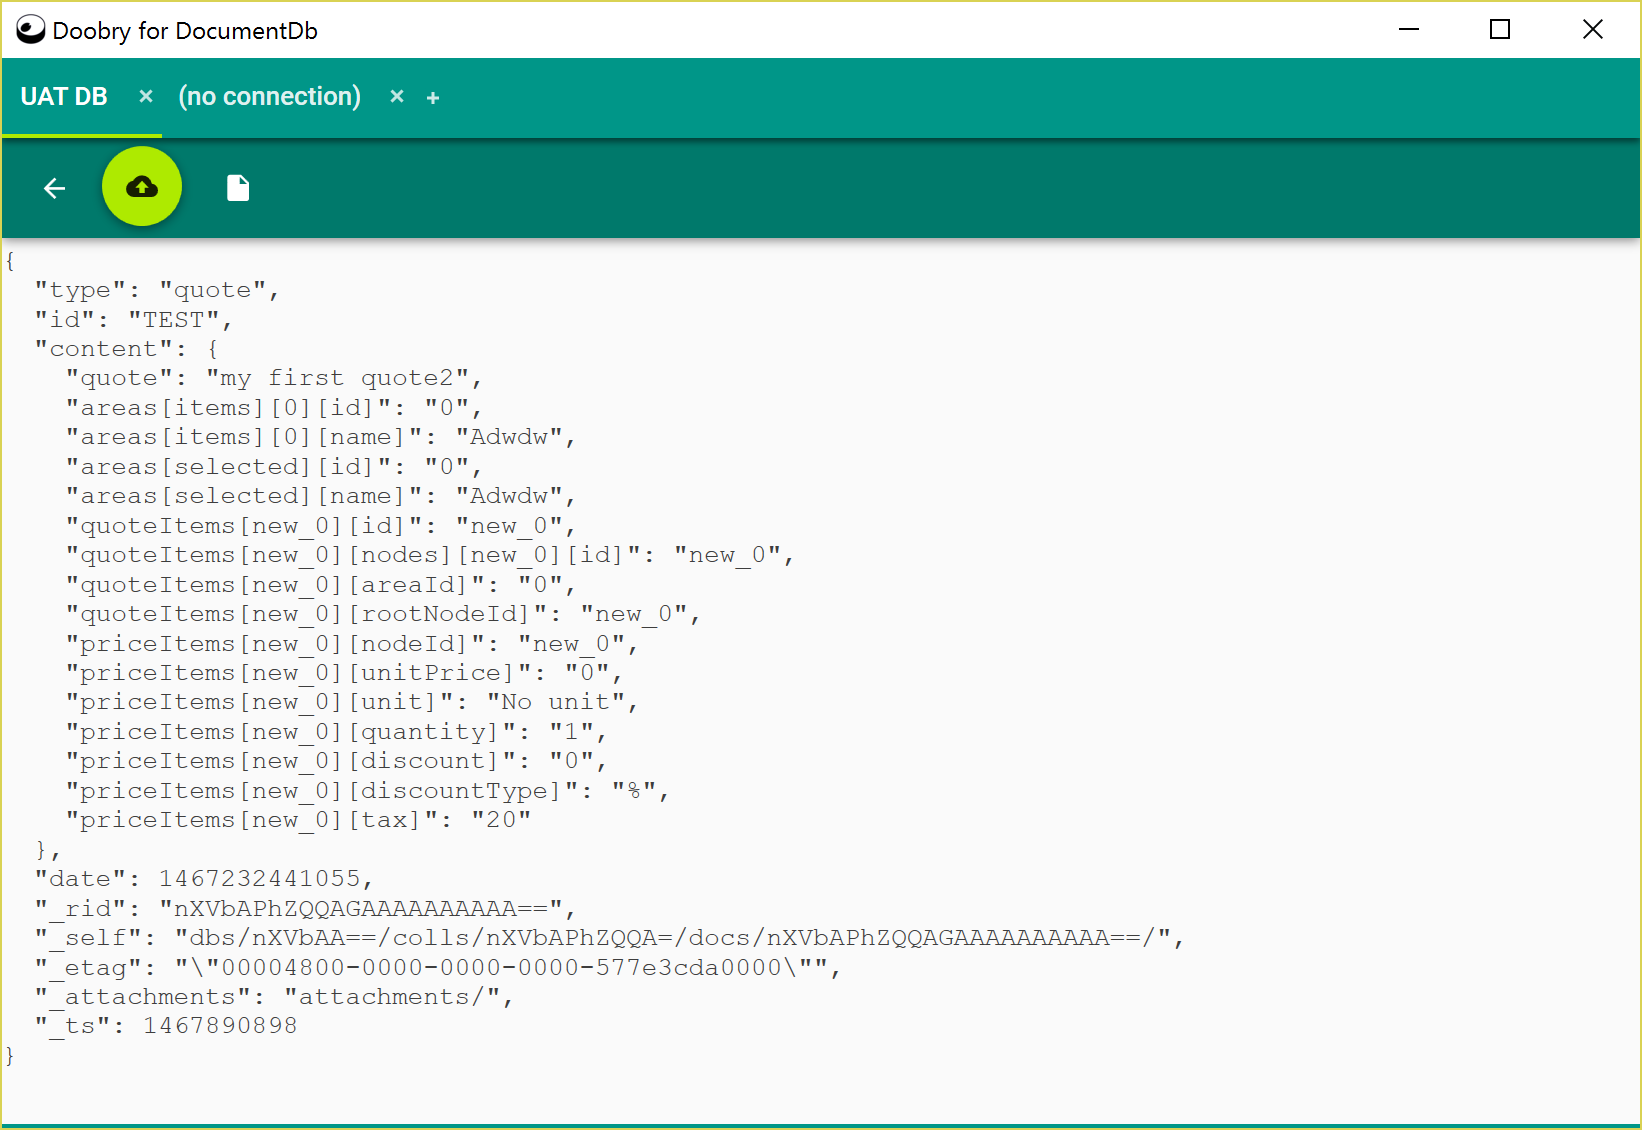 Doobry for DocumentDb
UAT DB × (no connection) × +
{
  "type": "quote",
  "id": "TEST",
  "content": {
    "quote": "my first quote2",
    "areas[items][0][id]": "0",
    "areas[items][0][name]": "Adwdw",
    "areas[selected][id]": "0",
    "areas[selected][name]": "Adwdw",
    "quoteItems[new_0][id]": "new_0",
    "quoteItems[new_0][nodes][new_0][id]": "new_0",
    "quoteItems[new_0][areaId]": "0",
    "quoteItems[new_0][rootNodeId]": "new_0",
    "priceItems[new_0][nodeId]": "new_0",
    "priceItems[new_0][unitPrice]": "0",
    "priceItems[new_0][unit]": "No unit",
    "priceItems[new_0][quantity]": "1",
    "priceItems[new_0][discount]": "0",
    "priceItems[new_0][discountType]": "%",
    "priceItems[new_0][tax]": "20"
  },
  "date": 1467232441055,
  "_rid": "nXVbAPhZQQAGAAAAAAAAAA==",
  "_self": "dbs/nXVbAA==/colls/nXVbAPhZQQA=/docs/nXVbAPhZQQAGAAAAAAAAAA==/",
  "_etag": "\"00004800-0000-0000-0000-577e3cda0000\"",
  "_attachments": "attachments/",
  "_ts": 1467890898
}